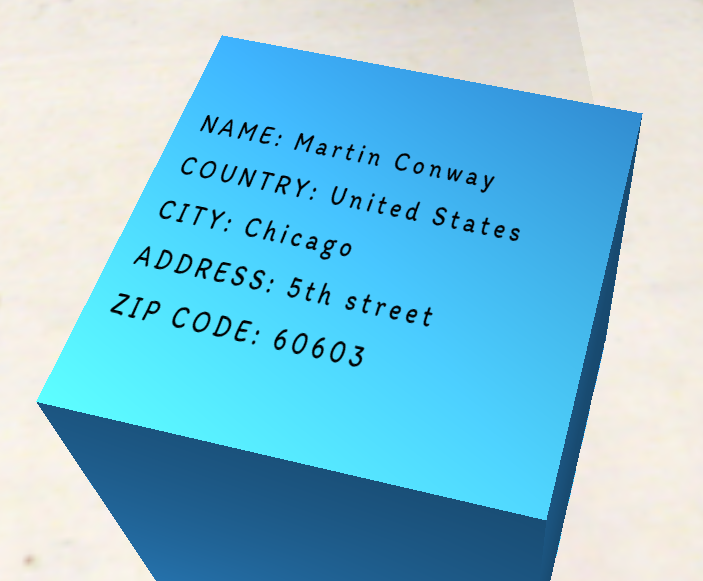 NAME: Martin Conway
COUNTRY: United States
CITY: Chicago
ADDRESS: 5th street
ZIP CODE: 60603